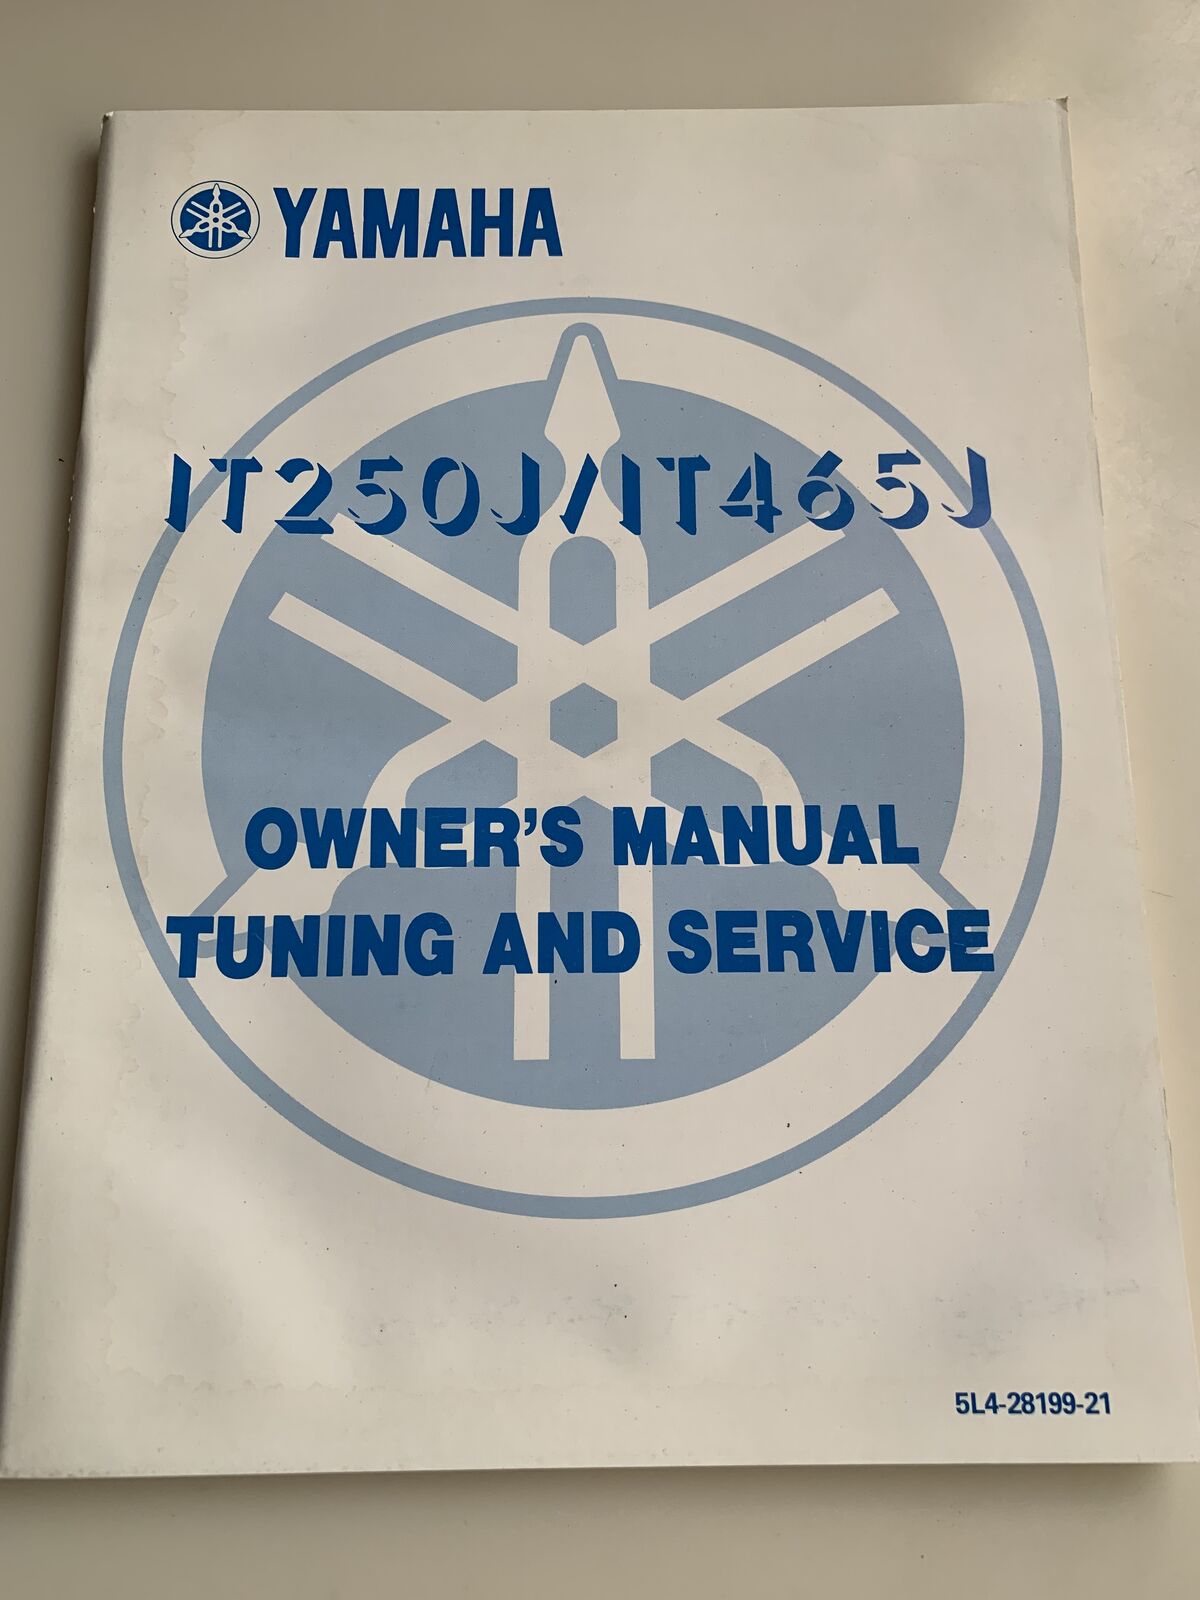 YAMAHA
IT250J/IT465J
OWNER'S MANUAL
TUNING AND SERVICE
5L4-28199-21